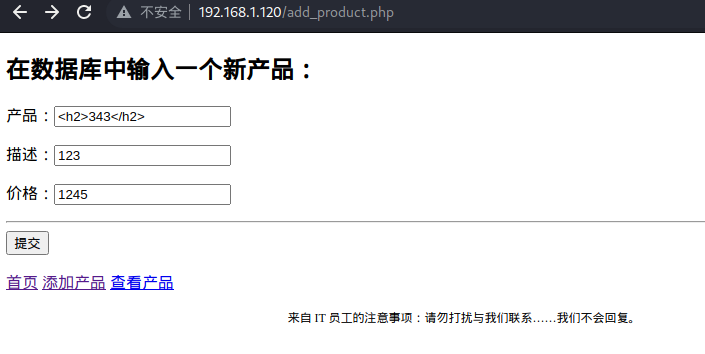 不安全 192.168.1.120/add_product.php
在数据库中输入一个新产品：
产品：<h2>343</h2>
描述：123
价格：1245
提交
首页 添加产品 查看产品
来自 IT 员工的注意事项：请勿打扰与我们联系……我们不会回复。